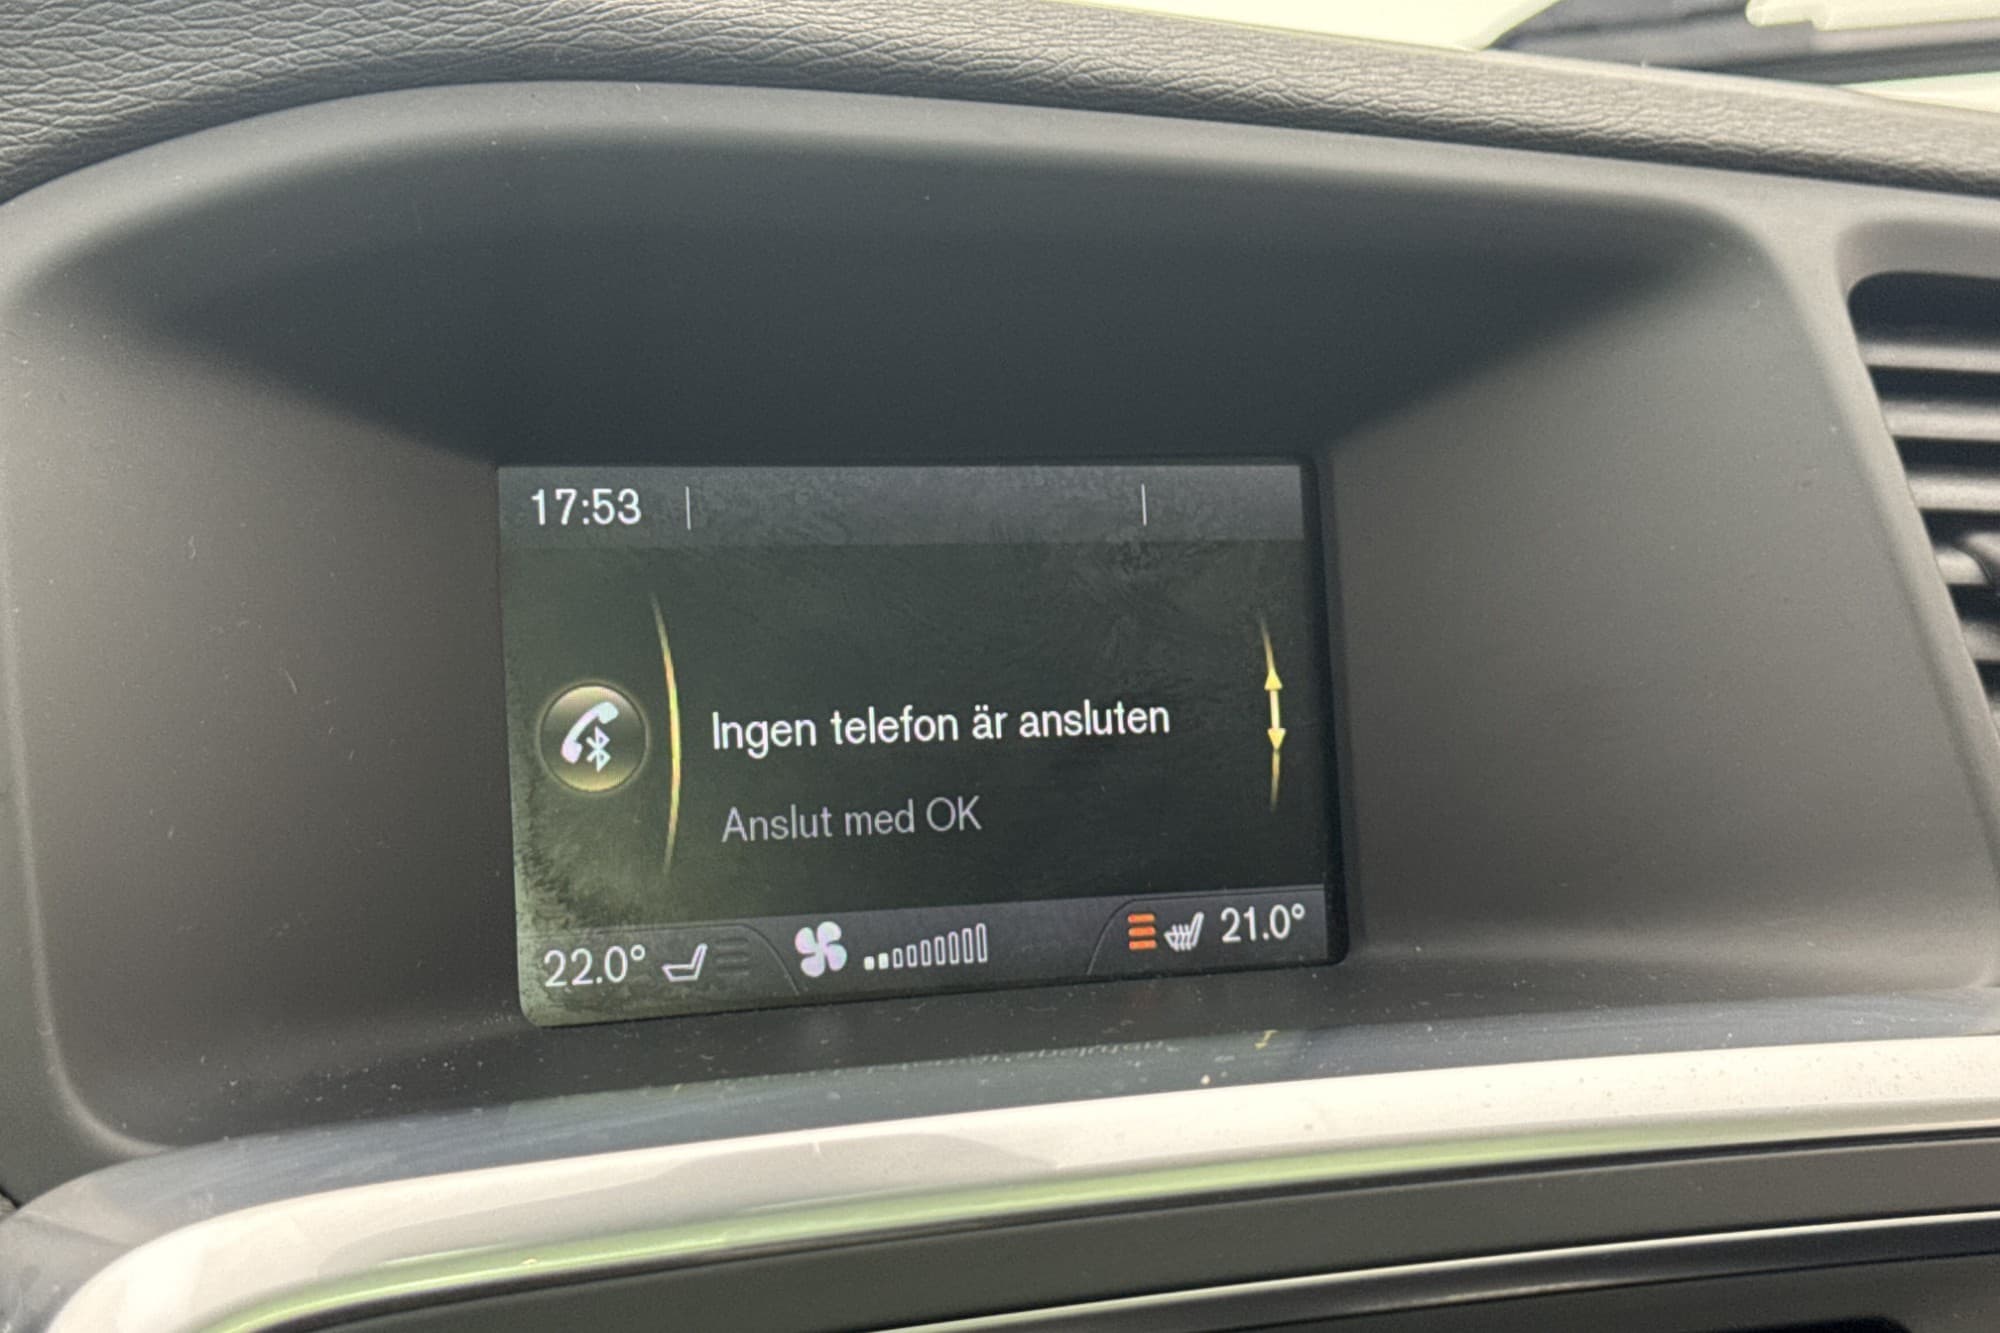 17:53
Ingen telefon är ansluten
Anslut med OK
22.0° 21.0°